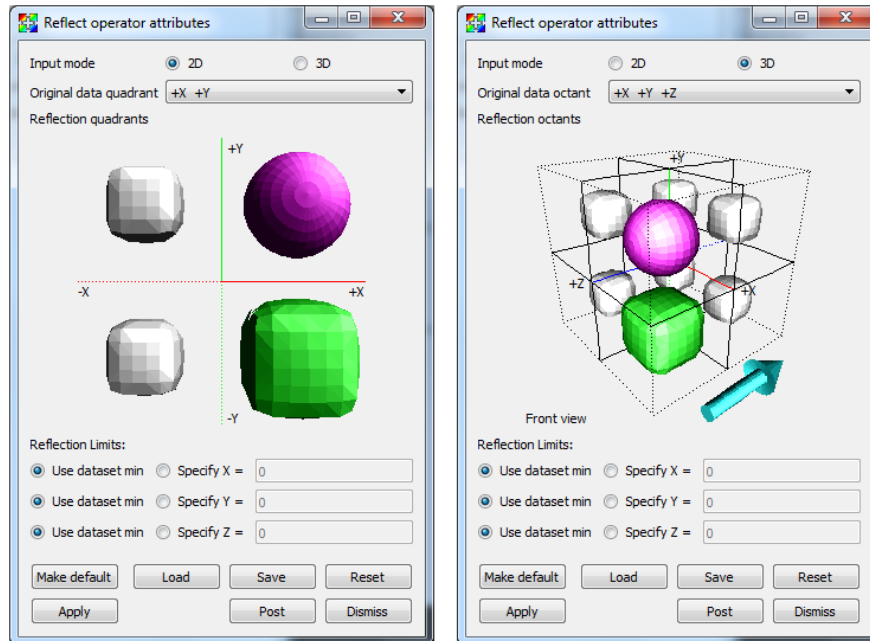 Reflect operator attributes
Input mode 2D 3D
Original data quadrant +X +Y
Reflection quadrants
+Y
-X +X
-Y
Reflection Limits:
Use dataset min Specify X = 0
Use dataset min Specify Y = 0
Use dataset min Specify Z = 0
Make default Load Save Reset
Apply Post Dismiss
Reflect operator attributes
Input mode 2D 3D
Original data octant +X +Y +Z
Reflection octants
+Y
+Z
+X
Front view
Reflection Limits:
Use dataset min Specify X = 0
Use dataset min Specify Y = 0
Use dataset min Specify Z = 0
Make default Load Save Reset
Apply Post Dismiss